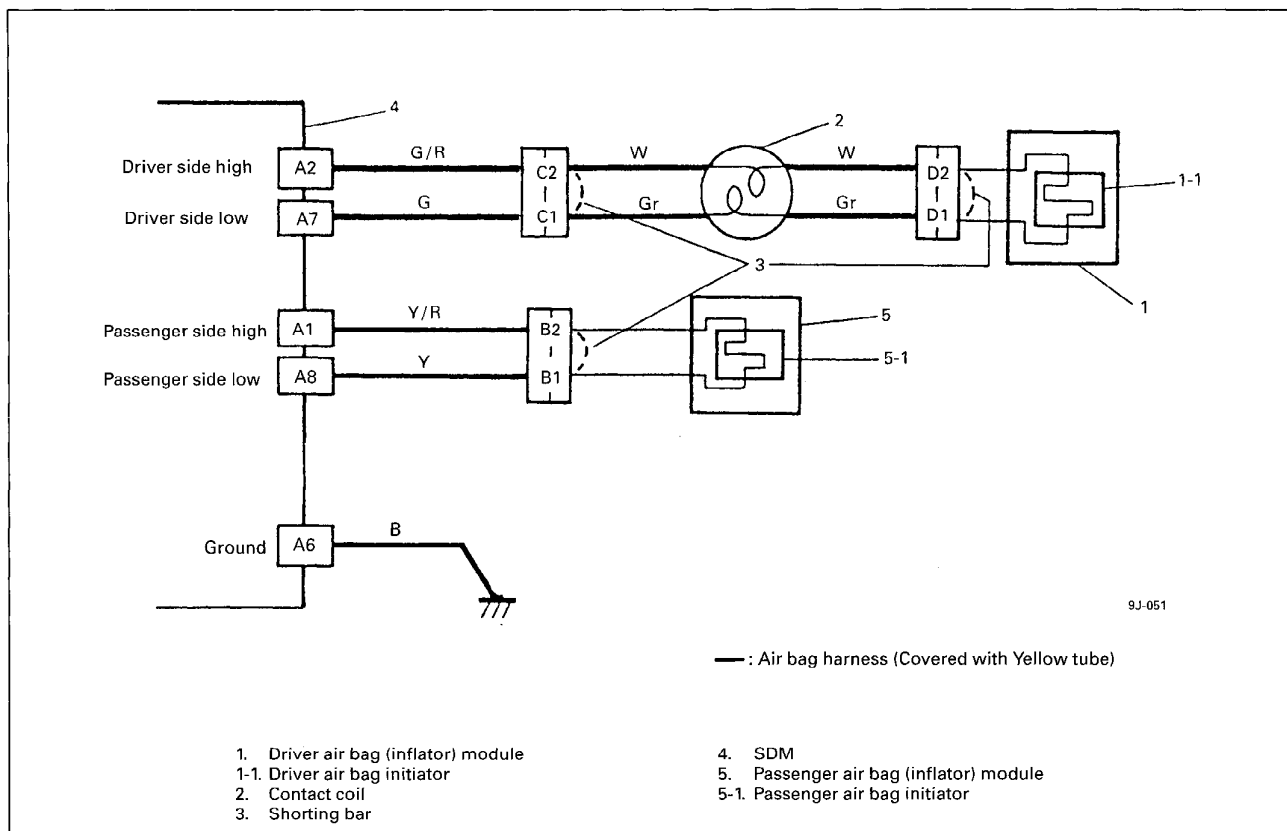 4
2
Driver side high A2 G/R C2 W W D2
1-1
Driver side low A7 G C1 Gr Gr D1
3
1
Passenger side high A1 Y/R B2
5
Passenger side low A8 Y B1
5-1
Ground A6 B
9J-051
: Air bag harness (Covered with Yellow tube)
1. Driver air bag (inflator) module
1-1. Driver air bag initiator
2. Contact coil
3. Shorting bar
4. SDM
5. Passenger air bag (inflator) module
5-1. Passenger air bag initiator